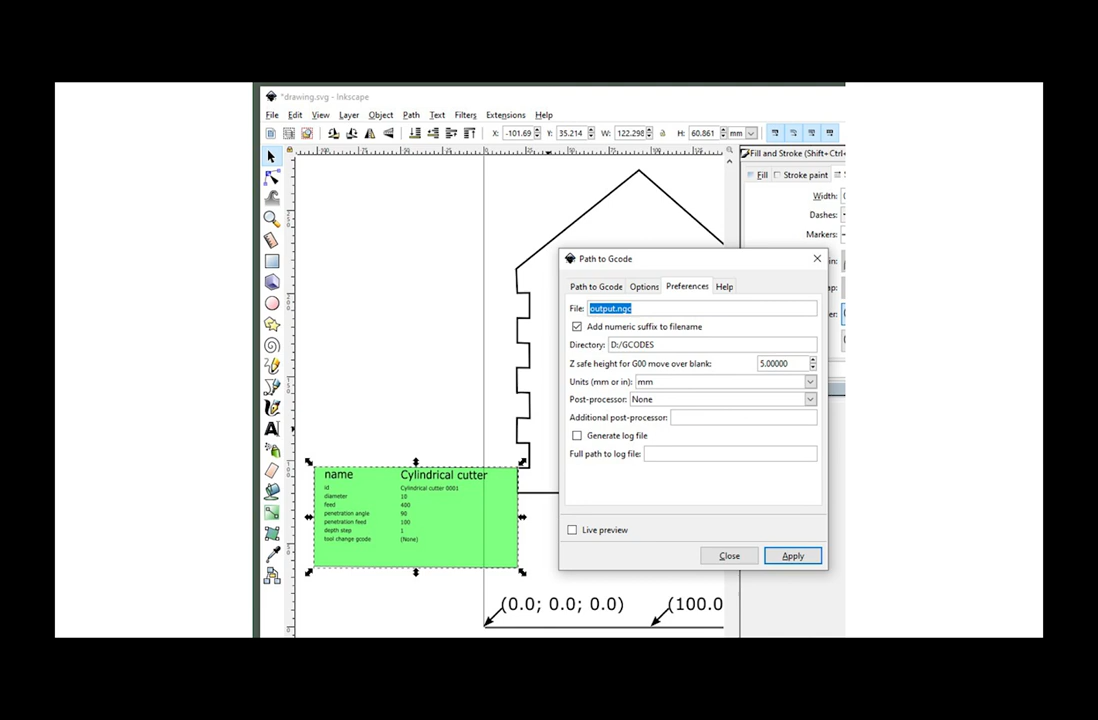 *drawing.svg - Inkscape
File Edit View Layer Object Path Text Filters Extensions Help
X: -101.69 Y: 35.214 W: 122.298 H: 60.861 mm
Fill and Stroke (Shift+Ctrl+
Fill Stroke paint
Width:
Dashes:
Markers:
Path to Gcode
Path to Gcode Options Preferences Help
File: output.ngc
Add numeric suffix to filename
Directory: D:/GCODES
Z safe height for G00 move over blank: 5.00000
Units (mm or in): mm
Post-processor: None
Additional post-processor:
Generate log file
Full path to log file:
Live preview
Close Apply
name Cylindrical cutter
id Cylindrical cutter 0001
diameter 10
feed 400
penetration angle 90
penetration feed 100
depth step 1
tool change gcode (None)
(0.0; 0.0; 0.0) (100.0